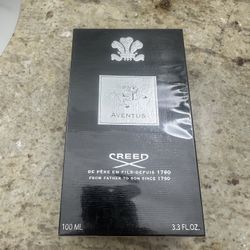 AVENTUS
CREED
DE PÈRE EN FILS DEPUIS 1760
FROM FATHER TO SON SINCE 1760
100 ML 3.3 FL.OZ.